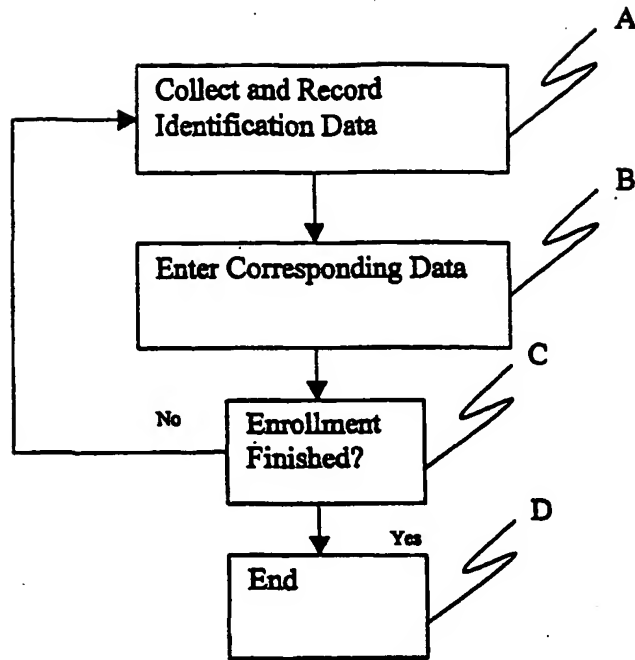 A
Collect and Record
Identification Data
B
Enter Corresponding Data
C
No
Enrollment
Finished?
D
Yes
End